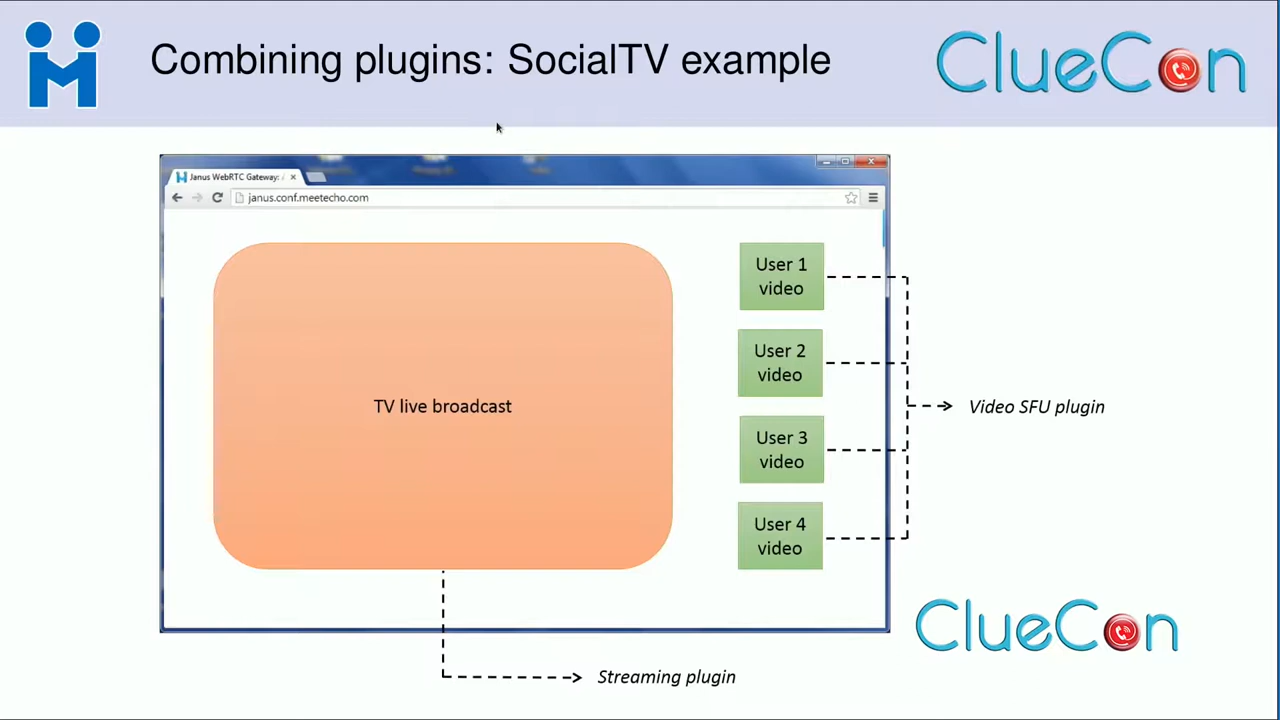 Combining plugins: SocialTV example
ClueCon
Janus WebRTC Gateway: A
janus.conf.meetecho.com
TV live broadcast
User 1
video
User 2
video
User 3
video
User 4
video
Video SFU plugin
ClueCon
Streaming plugin